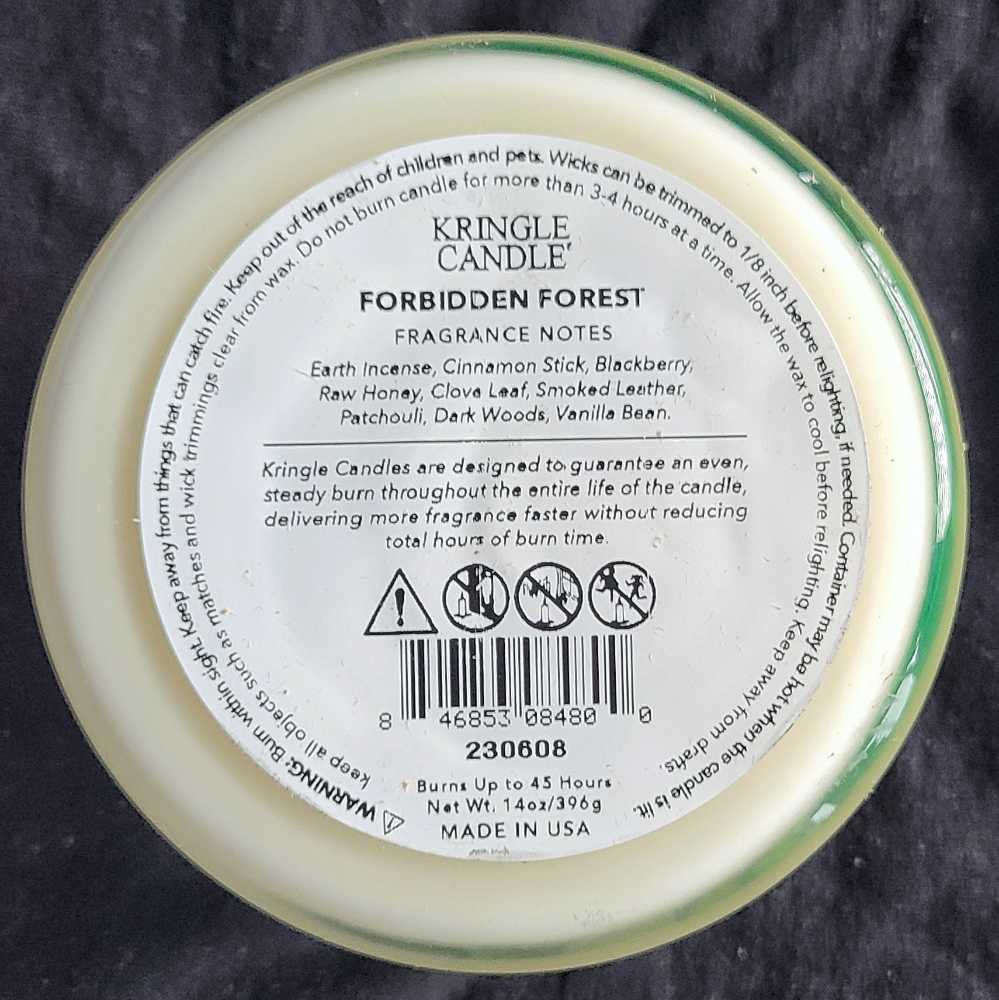 KRINGLE
CANDLE
FORBIDDEN FOREST
FRAGRANCE NOTES
Earth Incense, Cinnamon Stick, Blackberry,
Raw Honey, Clove Leaf, Smoked Leather,
Patchouli, Dark Woods, Vanilla Bean.
Kringle Candles are designed to guarantee an even,
steady burn throughout the entire life of the candle,
delivering more fragrance faster without reducing
total hours of burn time.
8 46853 08480 0
230608
Burns Up to 45 Hours
Net Wt. 14oz/396g
MADE IN USA
WARNING: Burn within sight. Keep away from things that can catch fire. Keep out of the reach of children and pets. Wicks can be trimmed to 1/8 inch before relighting, if needed. Container may be hot when the candle is lit.
Keep all objects such as matches and wick trimmings clear from wax. Do not burn candle for more than 3-4 hours at a time. Allow the wax to cool before relighting. Keep away from drafts.